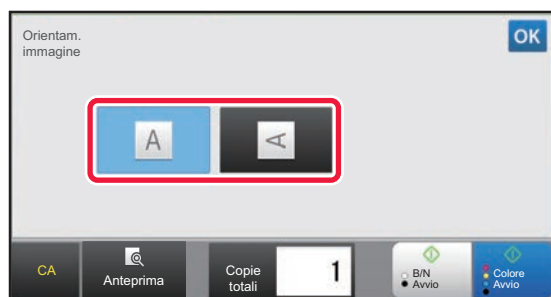 Orientam.
immagine
OK
A
A
CA
Anteprima
Copie
totali
1
B/N
Avvio
Colore
Avvio